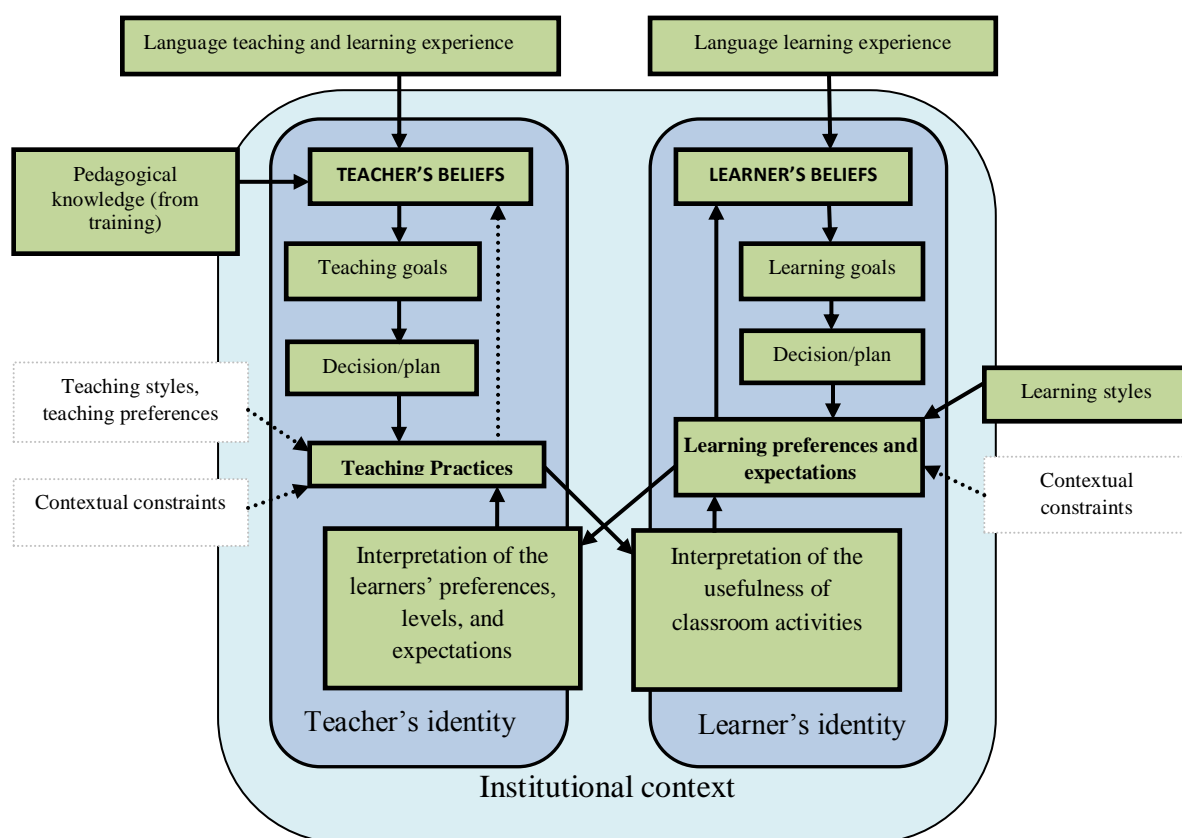 Language teaching and learning experience
Language learning experience
Pedagogical
knowledge (from
training)
TEACHER’S BELIEFS
LEARNER’S BELIEFS
Teaching goals
Learning goals
Decision/plan
Decision/plan
Teaching styles,
teaching preferences
Learning styles
Teaching Practices
Learning preferences and
expectations
Contextual constraints
Contextual
constraints
Interpretation of the
learners’ preferences,
levels, and
expectations
Interpretation of the
usefulness of
classroom activities
Teacher’s identity
Learner’s identity
Institutional context